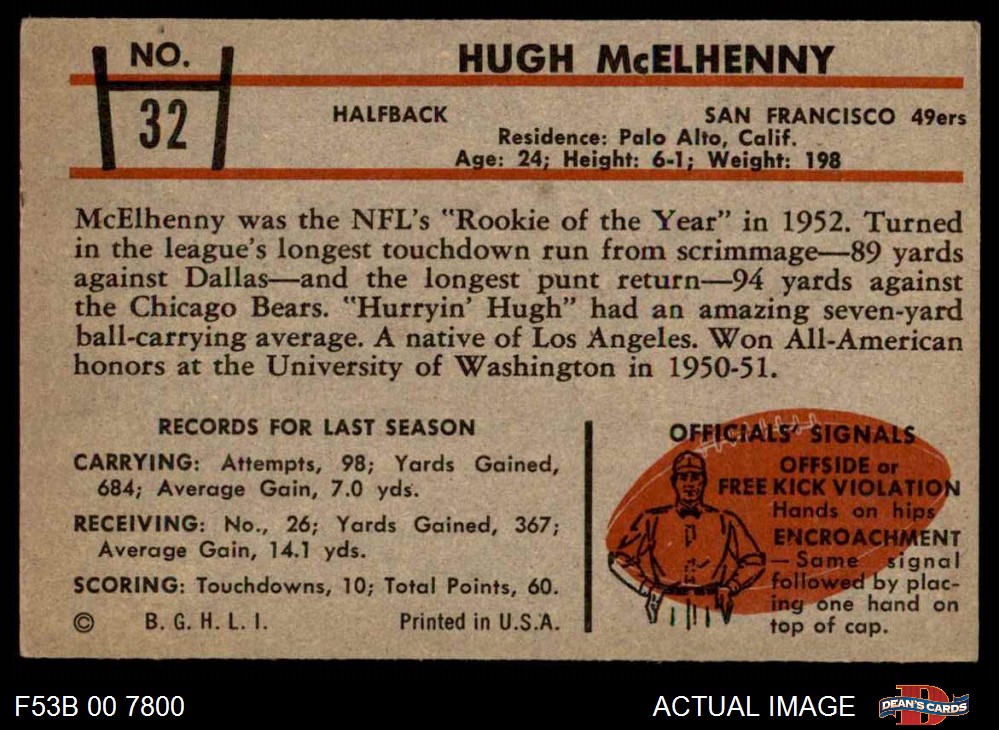 NO.
32
HUGH McELHENNY
HALFBACK SAN FRANCISCO 49ers
Residence: Palo Alto, Calif.
Age: 24; Height: 6-1; Weight: 198
McElhenny was the NFL's "Rookie of the Year" in 1952. Turned
in the league's longest touchdown run from scrimmage—89 yards
against Dallas—and the longest punt return—94 yards against
the Chicago Bears. "Hurryin' Hugh" had an amazing seven-yard
ball-carrying average. A native of Los Angeles. Won All-American
honors at the University of Washington in 1950-51.
RECORDS FOR LAST SEASON
CARRYING: Attempts, 98; Yards Gained,
684; Average Gain, 7.0 yds.
RECEIVING: No., 26; Yards Gained, 367;
Average Gain, 14.1 yds.
SCORING: Touchdowns, 10; Total Points, 60.
© B. G. H. L. I. Printed in U.S.A.
OFFICIALS' SIGNALS
OFFSIDE or
FREE KICK VIOLATION
Hands on hips
ENCROACHMENT
—Same signal
followed by plac-
ing one hand on
top of cap.
F53B 00 7800
ACTUAL IMAGE
DEAN'S CARDS